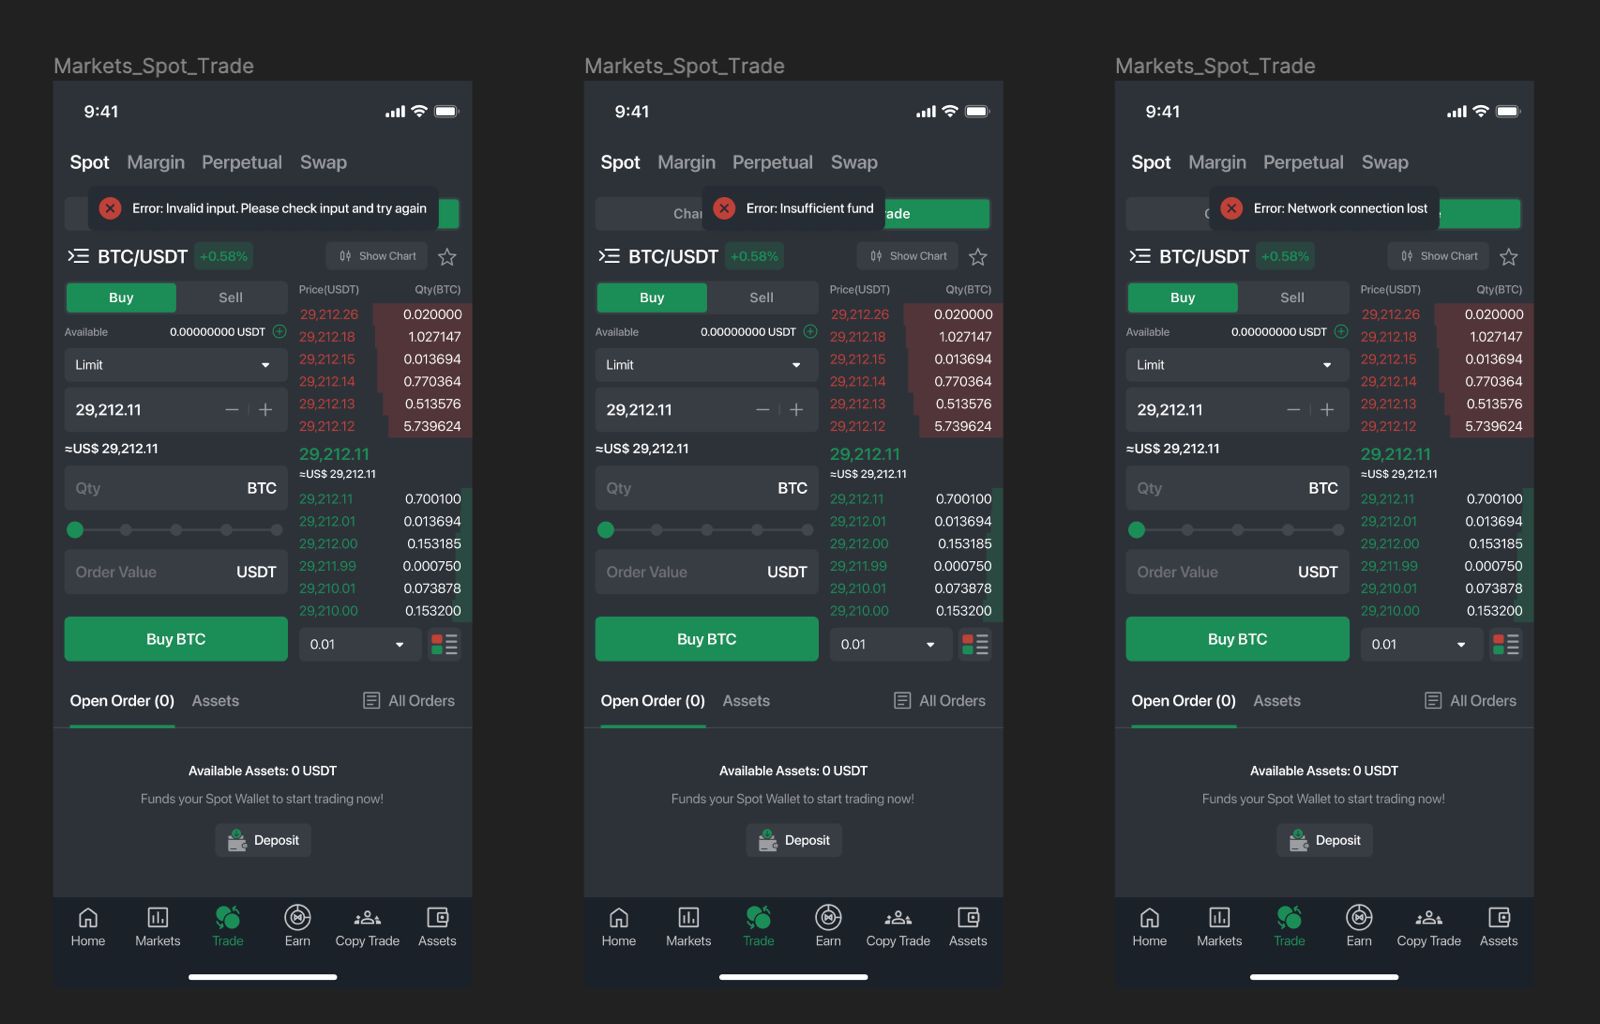 Markets_Spot_Trade
9:41
Spot Margin Perpetual Swap
Error: Invalid input. Please check input and try again
BTC/USDT +0.58% Show Chart
Buy Sell
Available 0.00000000 USDT
Limit
29,212.11
≈US$ 29,212.11
Qty BTC
Order Value USDT
Buy BTC
Price(USDT) Qty(BTC)
29,212.26 0.020000
29,212.18 1.027147
29,212.15 0.013694
29,212.14 0.770364
29,212.13 0.513576
29,212.12 5.739624
29,212.11
≈US$ 29,212.11
29,212.11 0.700100
29,212.01 0.013694
29,212.00 0.153185
29,211.99 0.000750
29,210.01 0.073878
29,210.00 0.153200
0.01
Open Order (0) Assets All Orders
Available Assets: 0 USDT
Funds your Spot Wallet to start trading now!
Deposit
Home Markets Trade Earn Copy Trade Assets
Markets_Spot_Trade
9:41
Spot Margin Perpetual Swap
Error: Insufficient fund
BTC/USDT +0.58% Show Chart
Buy Sell
Available 0.00000000 USDT
Limit
29,212.11
≈US$ 29,212.11
Qty BTC
Order Value USDT
Buy BTC
Price(USDT) Qty(BTC)
29,212.26 0.020000
29,212.18 1.027147
29,212.15 0.013694
29,212.14 0.770364
29,212.13 0.513576
29,212.12 5.739624
29,212.11
≈US$ 29,212.11
29,212.11 0.700100
29,212.01 0.013694
29,212.00 0.153185
29,211.99 0.000750
29,210.01 0.073878
29,210.00 0.153200
0.01
Open Order (0) Assets All Orders
Available Assets: 0 USDT
Funds your Spot Wallet to start trading now!
Deposit
Home Markets Trade Earn Copy Trade Assets
Markets_Spot_Trade
9:41
Spot Margin Perpetual Swap
Error: Network connection lost
BTC/USDT +0.58% Show Chart
Buy Sell
Available 0.00000000 USDT
Limit
29,212.11
≈US$ 29,212.11
Qty BTC
Order Value USDT
Buy BTC
Price(USDT) Qty(BTC)
29,212.26 0.020000
29,212.18 1.027147
29,212.15 0.013694
29,212.14 0.770364
29,212.13 0.513576
29,212.12 5.739624
29,212.11
≈US$ 29,212.11
29,212.11 0.700100
29,212.01 0.013694
29,212.00 0.153185
29,211.99 0.000750
29,210.01 0.073878
29,210.00 0.153200
0.01
Open Order (0) Assets All Orders
Available Assets: 0 USDT
Funds your Spot Wallet to start trading now!
Deposit
Home Markets Trade Earn Copy Trade Assets